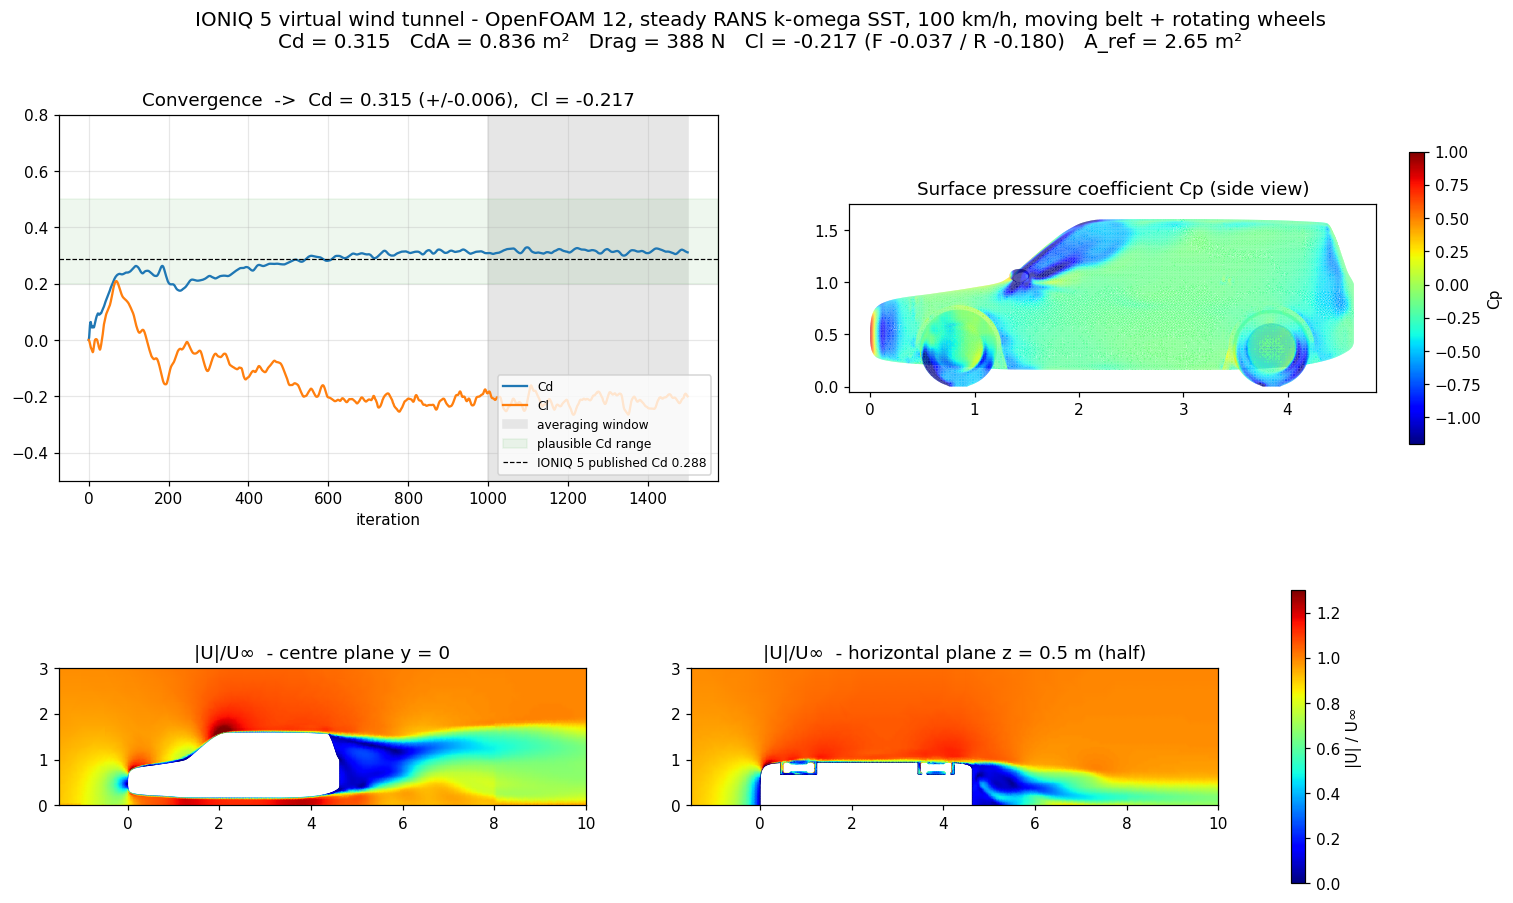 IONIQ 5 virtual wind tunnel - OpenFOAM 12, steady RANS k-omega SST, 100 km/h, moving belt + rotating wheels
Cd = 0.315   CdA = 0.836 m²   Drag = 388 N   Cl = -0.217 (F -0.037 / R -0.180)   A_ref = 2.65 m²
Convergence  ->  Cd = 0.315 (+/-0.006),  Cl = -0.217
0.8
0.6
0.4
0.2
0.0
−0.2
−0.4
0 200 400 600 800 1000 1200 1400
iteration
Cd
Cl
averaging window
plausible Cd range
IONIQ 5 published Cd 0.288
Surface pressure coefficient Cp (side view)
1.5
1.0
0.5
0.0
0 1 2 3 4
1.00
0.75
0.50
0.25
0.00
−0.25
−0.50
−0.75
−1.00
Cp
|U|/U∞  - centre plane y = 0
3
2
1
0
0 2 4 6 8 10
|U|/U∞  - horizontal plane z = 0.5 m (half)
3
2
1
0
0 2 4 6 8 10
1.2
1.0
0.8
0.6
0.4
0.2
0.0
|U| / U∞